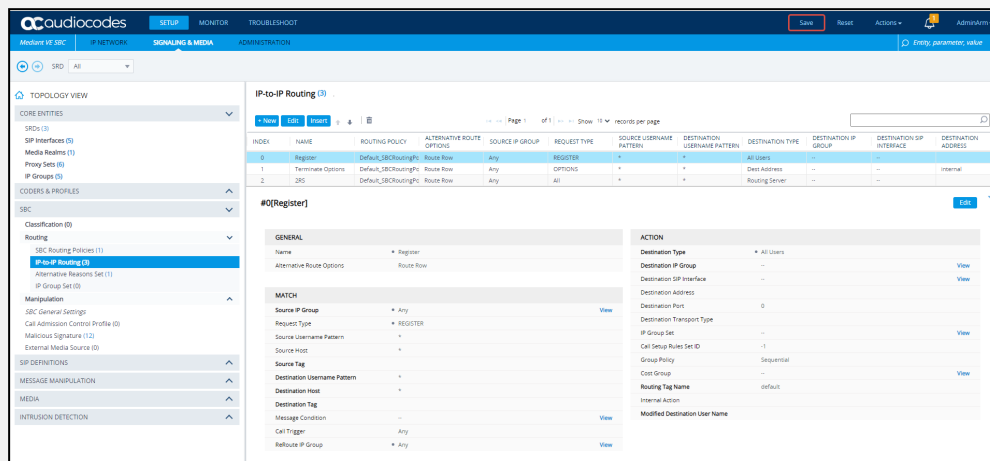 audiocodes SETUP MONITOR TROUBLESHOOT Save Reset Actions 1 AdminArm
Mediant VE SBC IP NETWORK SIGNALING & MEDIA ADMINISTRATION Entity, parameter, value
SRD All
TOPOLOGY VIEW
CORE ENTITIES
SRDs (3)
SIP Interfaces (5)
Media Realms (1)
Proxy Sets (6)
IP Groups (5)
CODERS & PROFILES
SBC
Classification (0)
Routing
SBC Routing Policies (1)
IP-to-IP Routing (3)
Alternative Reasons Set (1)
IP Group Set (0)
Manipulation
SBC General Settings
Call Admission Control Profile (0)
Malicious Signature (12)
External Media Source (0)
SIP DEFINITIONS
MESSAGE MANIPULATION
MEDIA
INTRUSION DETECTION
IP-to-IP Routing (3)
+ New Edit Insert Page 1 of 1 Show 10 records per page
INDEX NAME ROUTING POLICY ALTERNATIVE ROUTE OPTIONS SOURCE IP GROUP REQUEST TYPE SOURCE USERNAME PATTERN DESTINATION USERNAME PATTERN DESTINATION TYPE DESTINATION IP GROUP DESTINATION SIP INTERFACE DESTINATION ADDRESS
0 Register Default_SBCRoutingPc Route Row Any REGISTER * * All Users -- --
1 Terminate Options Default_SBCRoutingPc Route Row Any OPTIONS * * Dest Address -- -- internal
2 2RS Default_SBCRoutingPc Route Row Any All * * Routing Server -- --
#0[Register] Edit
GENERAL
Name Register
Alternative Route Options Route Row
MATCH
Source IP Group Any View
Request Type REGISTER
Source Username Pattern *
Source Host *
Source Tag
Destination Username Pattern *
Destination Host *
Destination Tag
Message Condition -- View
Call Trigger Any
ReRoute IP Group Any View
ACTION
Destination Type All Users
Destination IP Group -- View
Destination SIP Interface -- View
Destination Address
Destination Port 0
Destination Transport Type
IP Group Set -- View
Call Setup Rules Set ID -1
Group Policy Sequential
Cost Group -- View
Routing Tag Name default
Internal Action
Modified Destination User Name